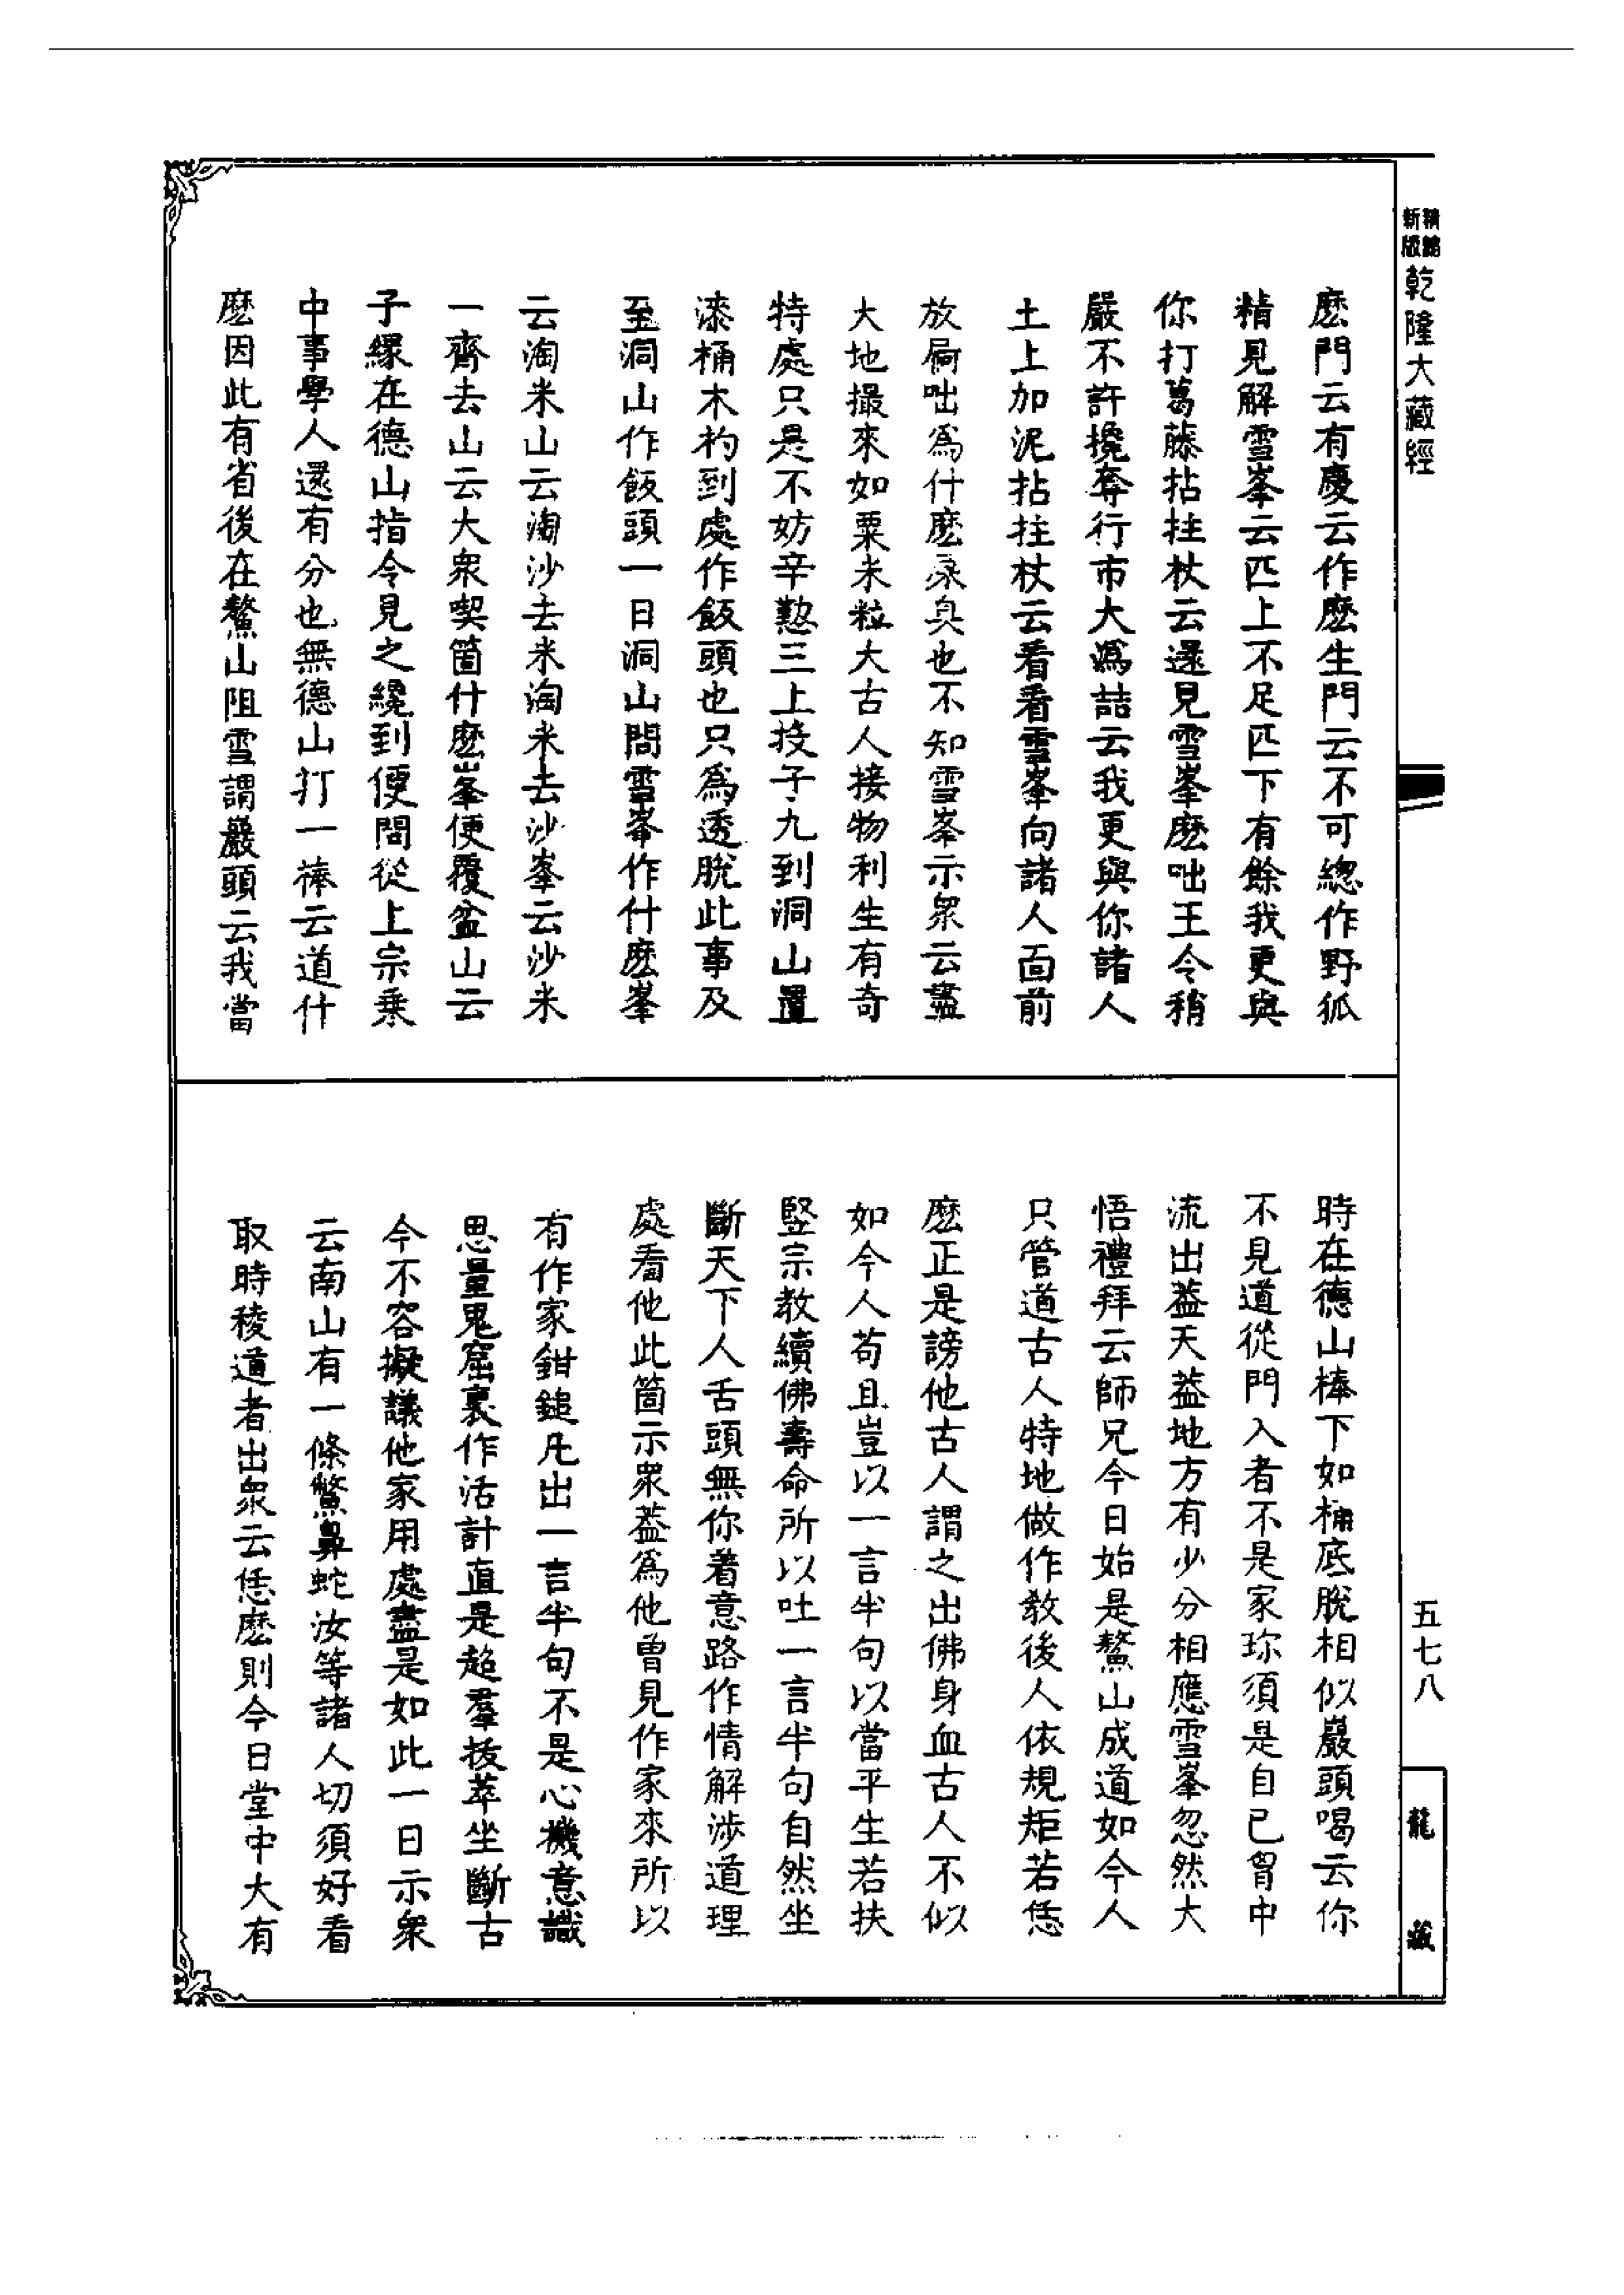 精縮
新版
乾隆大藏經
麽門云有慶云作麽生門云不可總作野狐
精見解雪峯云匹上不足匹下有餘我更與
你打葛藤拈拄杖云還見雪峯麽咄王令稍
嚴不許攙奪行市大溈詰云我更與你諸人
土上加泥拈拄杖云看看雪峯向諸人面前
放屙咄爲什麽屎臭也不知雪峯示衆云盡
大地撮來如粟米粒大古人接物利生有奇
特處只是不妨辛懃三上投子九到洞山置
漆桶木杓到處作飯頭也只爲透脫此事及
至洞山作飯頭一日洞山問雪峯作什麽峯
云淘米山云淘沙去米淘米去沙峯云沙米
一齊去山云大衆喫箇什麽峯便覆盆山云
子緣在德山指令見之纔到便問從上宗乘
中事學人還有分也無德山打一棒云道什
麽因此有省後在鰲山阻雪謂巖頭云我當
時在德山棒下如桶底脫相似巖頭喝云你
不見道從門入者不是家珍須是自己胷中
流出葢天葢地方有少分相應雪峯忽然大
悟禮拜云師兄今日始是鰲山成道如今人
只管道古人特地做作教後人依規矩若恁
麽正是謗他古人謂之出佛身血古人不似
如今人苟且豈以一言半句以當平生若扶
竪宗教續佛壽命所以吐一言半句自然坐
斷天下人舌頭無你着意路作情解涉道理
處看他此箇示衆葢爲他曾見作家來所以
有作家鉗鎚凡出一言半句不是心機意識
思量鬼窟裏作活計直是超羣拔萃坐斷古
今不容擬議他家用處盡是如此一日示衆
云南山有一條鱉鼻蛇汝等諸人切須好看
取時稜道者出衆云恁麽則今日堂中大有
五七八
龍藏